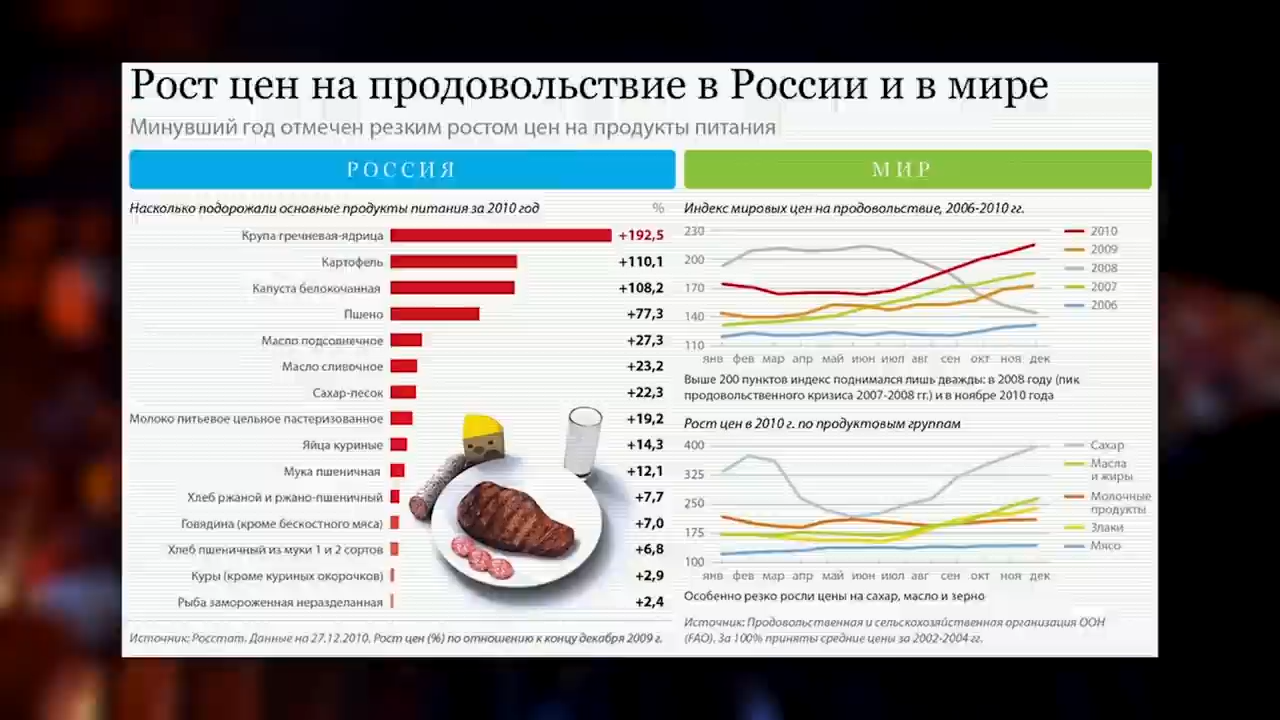 Рост цен на продовольствие в России и в мире
Минувший год отмечен резким ростом цен на продукты питания
РОССИЯ
Насколько подорожали основные продукты питания за 2010 год %
Крупа гречневая-ядрица +192,5
Картофель +110,1
Капуста белокочанная +108,2
Пшено +77,3
Масло подсовнечное +27,3
Масло сливочное +23,2
Сахар-песок +22,3
Молоко питьевое цельное пастеризованное +19,2
Яйца куриные +14,3
Мука пшеничная +12,1
Хлеб ржаной и ржано-пшеничный +7,7
Говядина (кроме бескостного мяса) +7,0
Хлеб пшеничный из муки 1 и 2 сортов +6,8
Куры (кроме куриных окорочков) +2,9
Рыба замороженная неразделанная +2,4
Источник: Росстат. Данные на 27.12.2010. Рост цен (%) по отношению к концу декабря 2009 г.
МИР
Индекс мировых цен на продовольствие, 2006-2010 гг.
230
200
170
140
110
янв фев мар апр май июн июл авг сен окт ноя дек
2010
2009
2008
2007
2006
Выше 200 пунктов индекс поднимался лишь дважды: в 2008 году (пик
продовольственного кризиса 2007-2008 гг.) и в ноябре 2010 года
Рост цен в 2010 г. по продуктовым группам
400
325
250
175
100
янв фев мар апр май июн июл авг сен окт ноя дек
Сахар
Масла
и жиры
Молочные
продукты
Злаки
Мясо
Особенно резко росли цены на сахар, масло и зерно
Источник: Продовольственная и сельскохозяйственная организация ООН
(FAO). За 100% приняты средние цены за 2002-2004 гг.